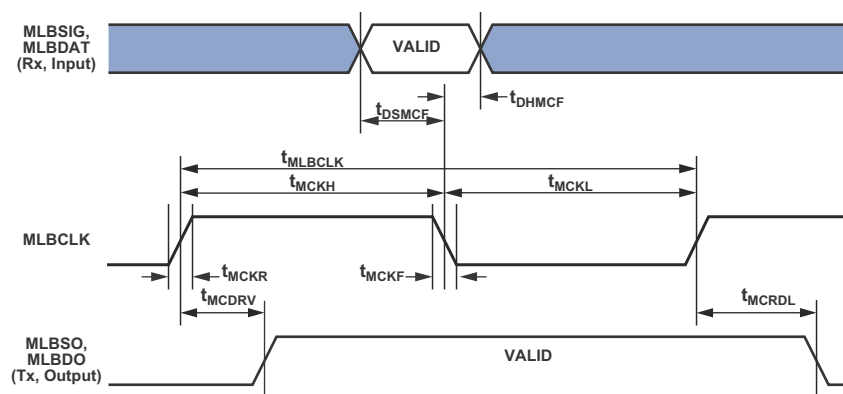 MLBSIG,
MLBDAT
(Rx, Input)
VALID
tDHMCF
tDSMCF
tMLBCLK
tMCKH
tMCKL
MLBCLK
tMCKR
tMCKF
tMCDRV
tMCRDL
MLBSO,
MLBDO
(Tx, Output)
VALID